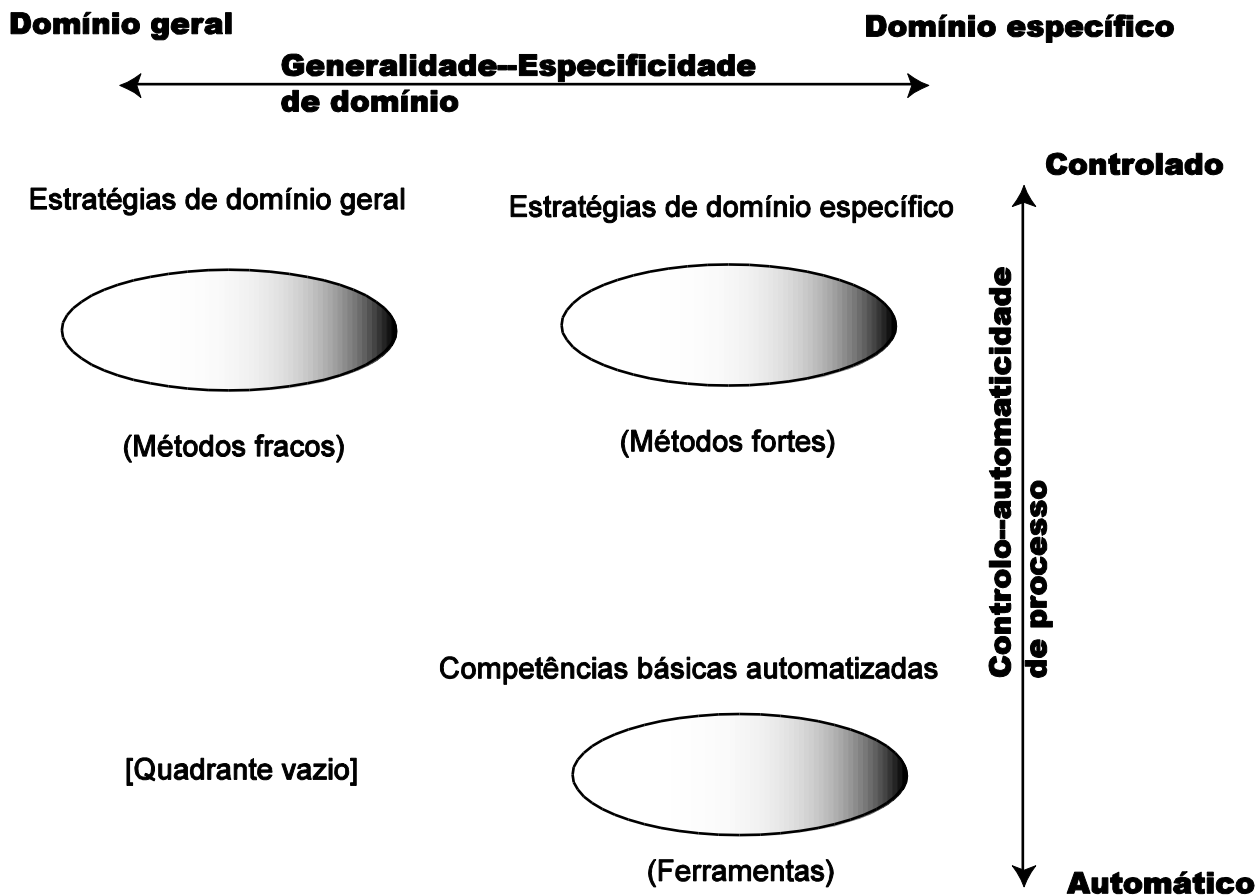 Domínio geral
Domínio específico
Generalidade--Especificidade
de domínio
Controlado
Estratégias de domínio geral
Estratégias de domínio específico
(Métodos fracos)
(Métodos fortes)
Controlo--automaticidade
de processo
Competências básicas automatizadas
[Quadrante vazio]
(Ferramentas)
Automático